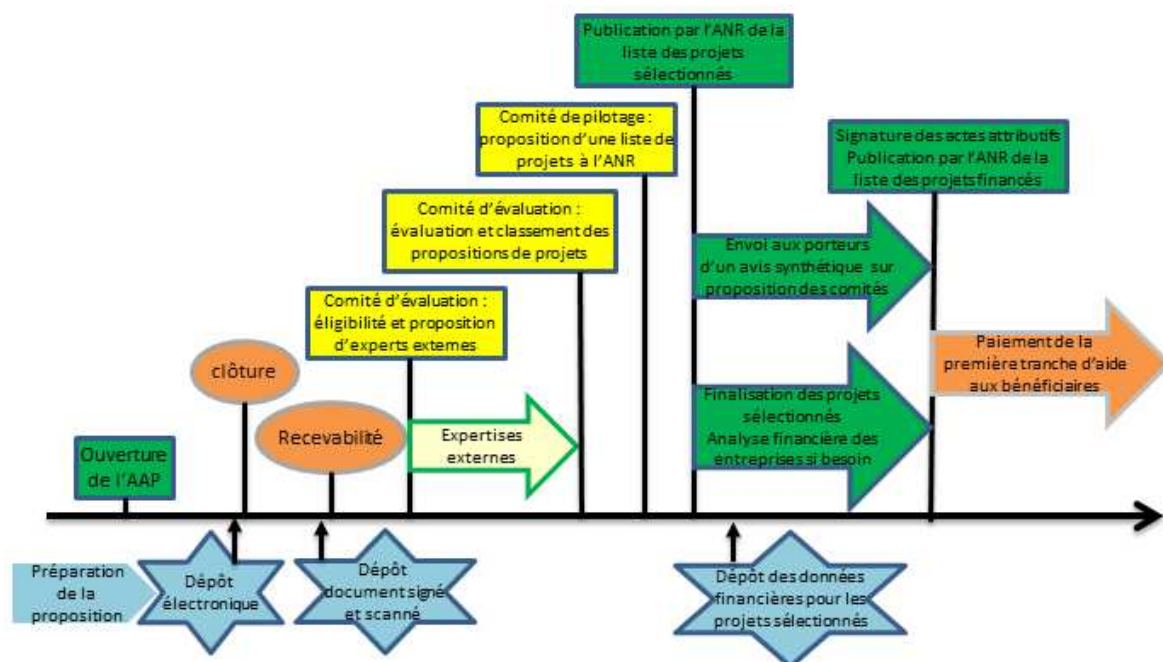 Publication par l'ANR de la
liste des projets
sélectionnés
Comité de pilotage :
proposition d'une liste de
projets à l'ANR
Signature des actes attributifs
Publication par l'ANR de la
liste des projets financés
Comité d'évaluation :
évaluation et classement des
propositions de projets
Envoi aux porteurs
d'un avis synthétique sur
proposition des comités
Comité d'évaluation :
éligibilité et proposition
d'experts externes
Paiement de la
première tranche d'aide
aux bénéficiaires
clôture
Finalisation des projets
sélectionnés
Analyse financière des
entreprises si besoin
Recevabilité
Expertises
externes
Ouverture
de l'AAP
Préparation
de la
proposition
Dépôt
électronique
Dépôt
document signé
et scanné
Dépôt des données
financières pour les
projets sélectionnés